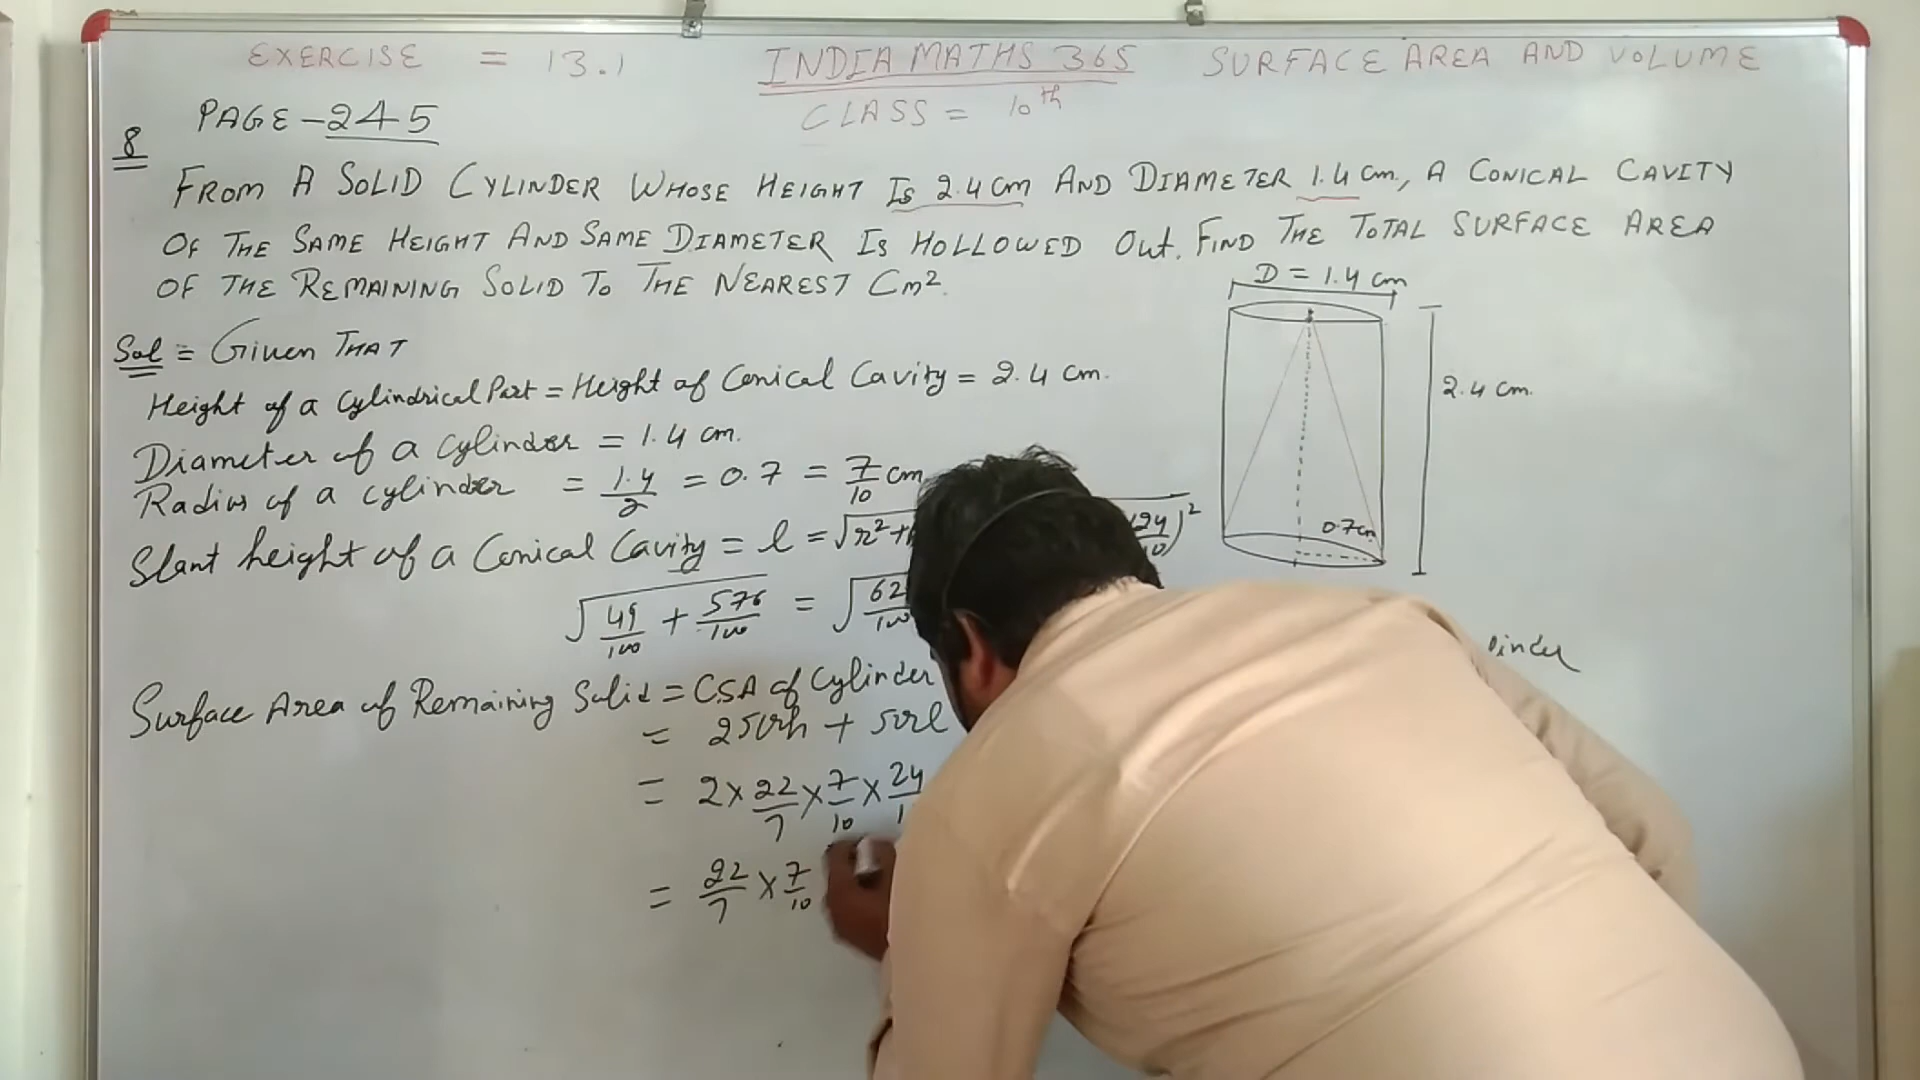 EXERCISE = 13.1 INDIA MATHS 365 SURFACE AREA AND VOLUME
PAGE-245 CLASS = 10th
8
FROM A SOLID CYLINDER WHOSE HEIGHT IS 2.4 cm AND DIAMETER 1.4 cm, A CONICAL CAVITY
OF THE SAME HEIGHT AND SAME DIAMETER IS HOLLOWED OUT. FIND THE TOTAL SURFACE AREA
OF THE REMAINING SOLID TO THE NEAREST Cm².
D = 1.4 cm
2.4 cm.
0.7cm
Sol = GIVEN THAT
Height of a Cylindrical Part = Height of Conical Cavity = 2.4 cm.
Diameter of a Cylinder = 1.4 cm.
Radius of a cylinder = 1.4/2 = 0.7 = 7/10 cm
Slant height of a Conical Cavity = l = √r²+ 24 )²
√49/100 + 576/100 = √
Surface Area of Remaining Solid = CSA of Cylinder
= 2πrh + πrl
= 2 × 22/7 × 7/10 × 24
= 22/7 × 7/10